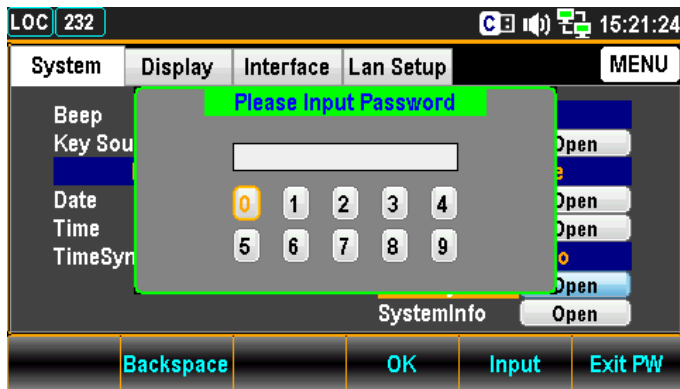 LOC 232 C 15:21:24
System Display Interface Lan Setup MENU
Please Input Password
Beep
Key Sou Open
Date Open
Time Open
TimeSyn
0 1 2 3 4
5 6 7 8 9
Open
SystemInfo Open
Backspace OK Input Exit PW